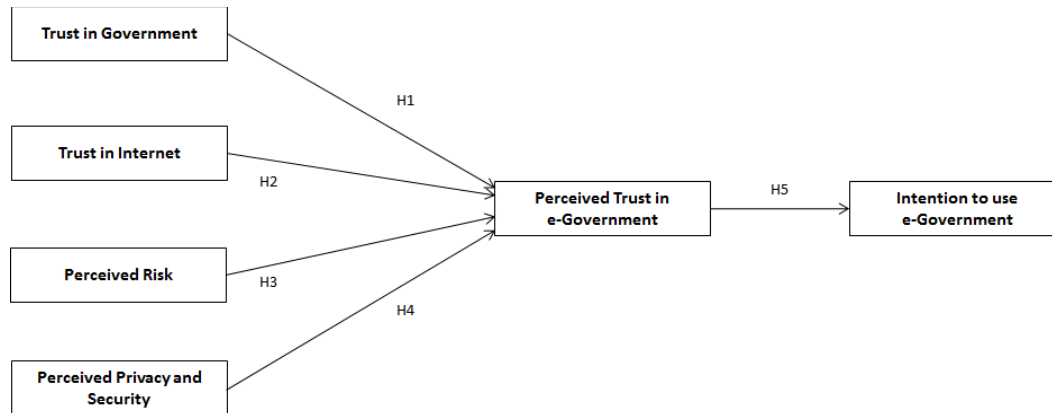 Trust in Government
H1
Trust in Internet
H2
Perceived Trust in
e-Government
H5
Intention to use
e-Government
Perceived Risk
H3
H4
Perceived Privacy and
Security